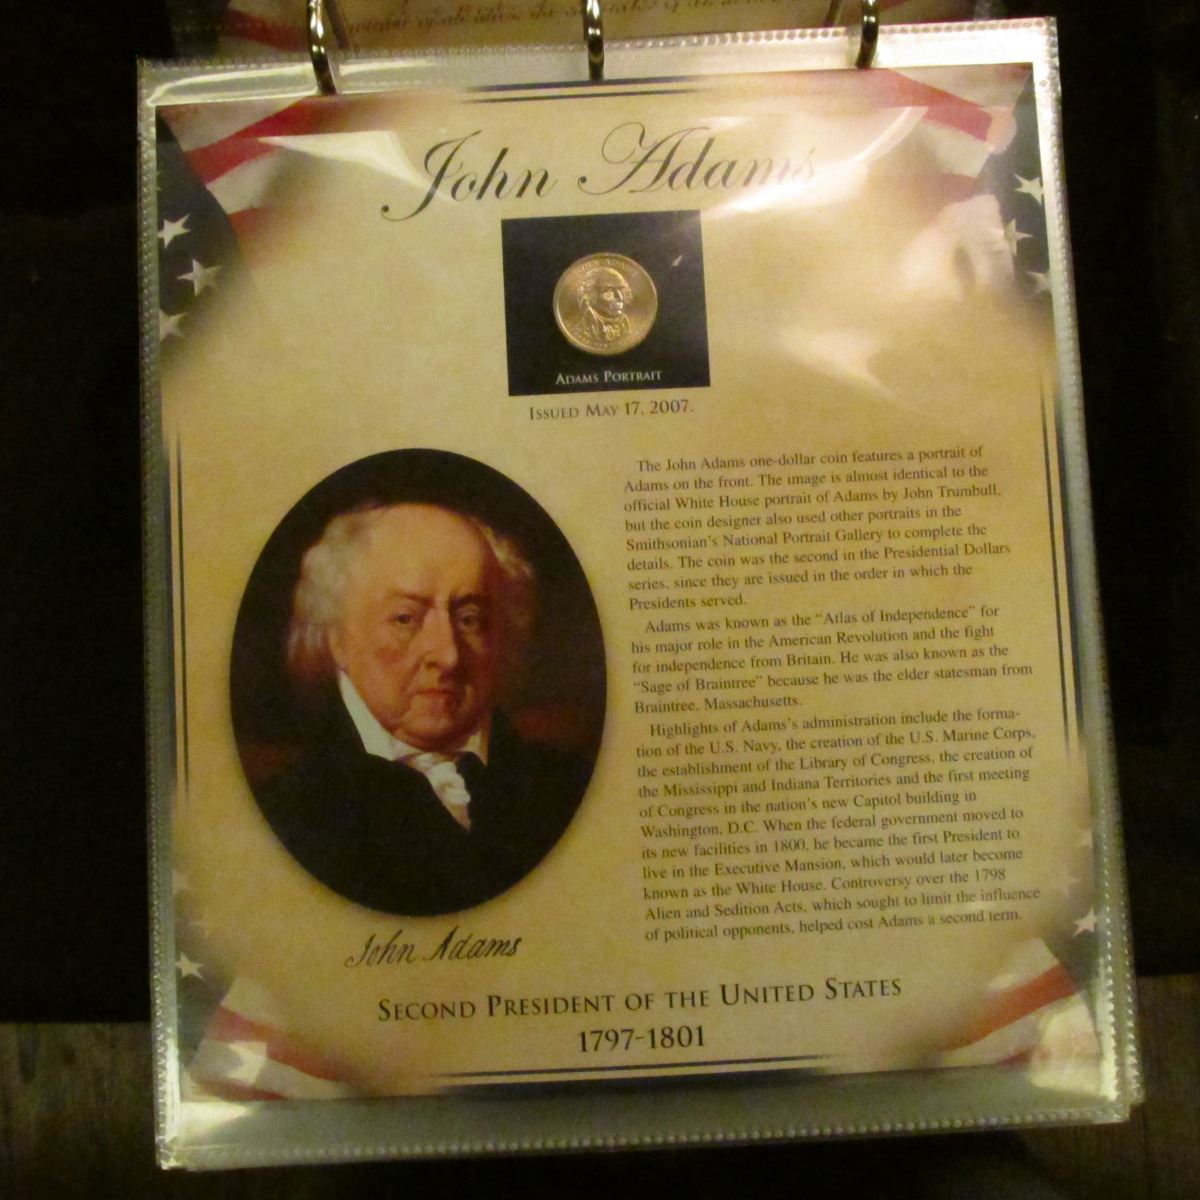 John Adams
ADAMS PORTRAIT
ISSUED MAY 17, 2007.
The John Adams one-dollar coin features a portrait of
Adams on the front. The image is almost identical to the
official White House portrait of Adams by John Trumbull,
but the coin designer also used other portraits in the
Smithsonian's National Portrait Gallery to complete the
details. The coin was the second in the Presidential Dollars
series, since they are issued in the order in which the
Presidents served.
Adams was known as the "Atlas of Independence" for
his major role in the American Revolution and the fight
for independence from Britain. He was also known as the
"Sage of Braintree" because he was the elder statesman from
Braintree, Massachusetts.
Highlights of Adams's administration include the forma-
tion of the U.S. Navy, the creation of the U.S. Marine Corps,
the establishment of the Library of Congress, the creation of
the Mississippi and Indiana Territories and the first meeting
of Congress in the nation's new Capitol building in
Washington, D.C. When the federal government moved to
its new facilities in 1800, he became the first President to
live in the Executive Mansion, which would later become
known as the White House. Controversy over the 1798
Alien and Sedition Acts, which sought to limit the influence
of political opponents, helped cost Adams a second term.
John Adams
SECOND PRESIDENT OF THE UNITED STATES
1797-1801